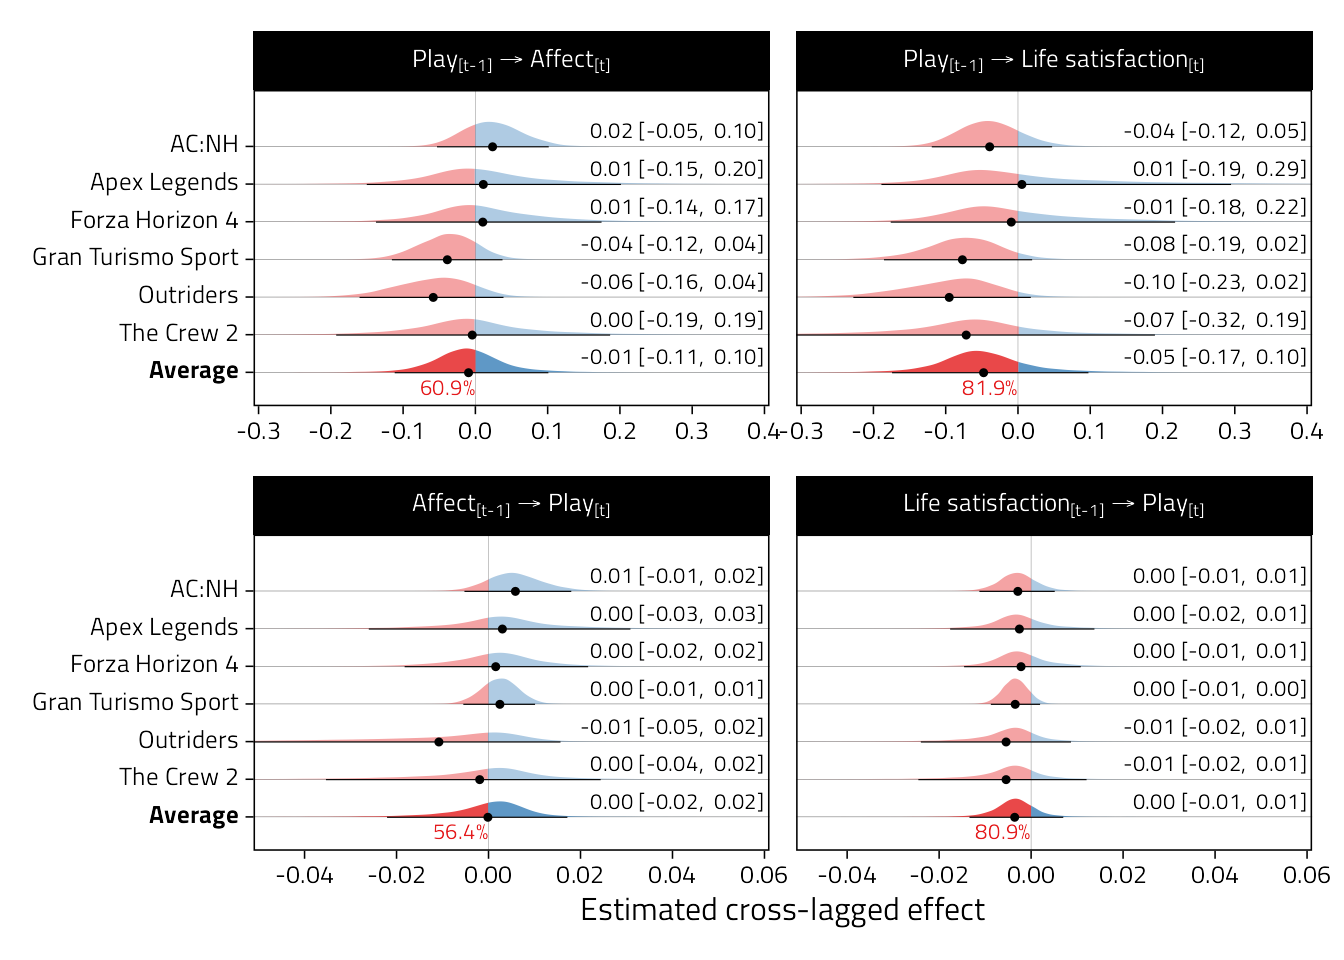 Play[t-1] → Affect[t]
Play[t-1] → Life satisfaction[t]
AC:NH 0.02 [-0.05, 0.10] -0.04 [-0.12, 0.05]
Apex Legends 0.01 [-0.15, 0.20] 0.01 [-0.19, 0.29]
Forza Horizon 4 0.01 [-0.14, 0.17] -0.01 [-0.18, 0.22]
Gran Turismo Sport -0.04 [-0.12, 0.04] -0.08 [-0.19, 0.02]
Outriders -0.06 [-0.16, 0.04] -0.10 [-0.23, 0.02]
The Crew 2 0.00 [-0.19, 0.19] -0.07 [-0.32, 0.19]
Average -0.01 [-0.11, 0.10] -0.05 [-0.17, 0.10]
60.9% 81.9%
-0.3 -0.2 -0.1 0.0 0.1 0.2 0.3 0.4 -0.3 -0.2 -0.1 0.0 0.1 0.2 0.3 0.4
Affect[t-1] → Play[t]
Life satisfaction[t-1] → Play[t]
AC:NH 0.01 [-0.01, 0.02] 0.00 [-0.01, 0.01]
Apex Legends 0.00 [-0.03, 0.03] 0.00 [-0.02, 0.01]
Forza Horizon 4 0.00 [-0.02, 0.02] 0.00 [-0.01, 0.01]
Gran Turismo Sport 0.00 [-0.01, 0.01] 0.00 [-0.01, 0.00]
Outriders -0.01 [-0.05, 0.02] -0.01 [-0.02, 0.01]
The Crew 2 0.00 [-0.04, 0.02] -0.01 [-0.02, 0.01]
Average 0.00 [-0.02, 0.02] 0.00 [-0.01, 0.01]
56.4% 80.9%
-0.04 -0.02 0.00 0.02 0.04 0.06 -0.04 -0.02 0.00 0.02 0.04 0.06
Estimated cross-lagged effect